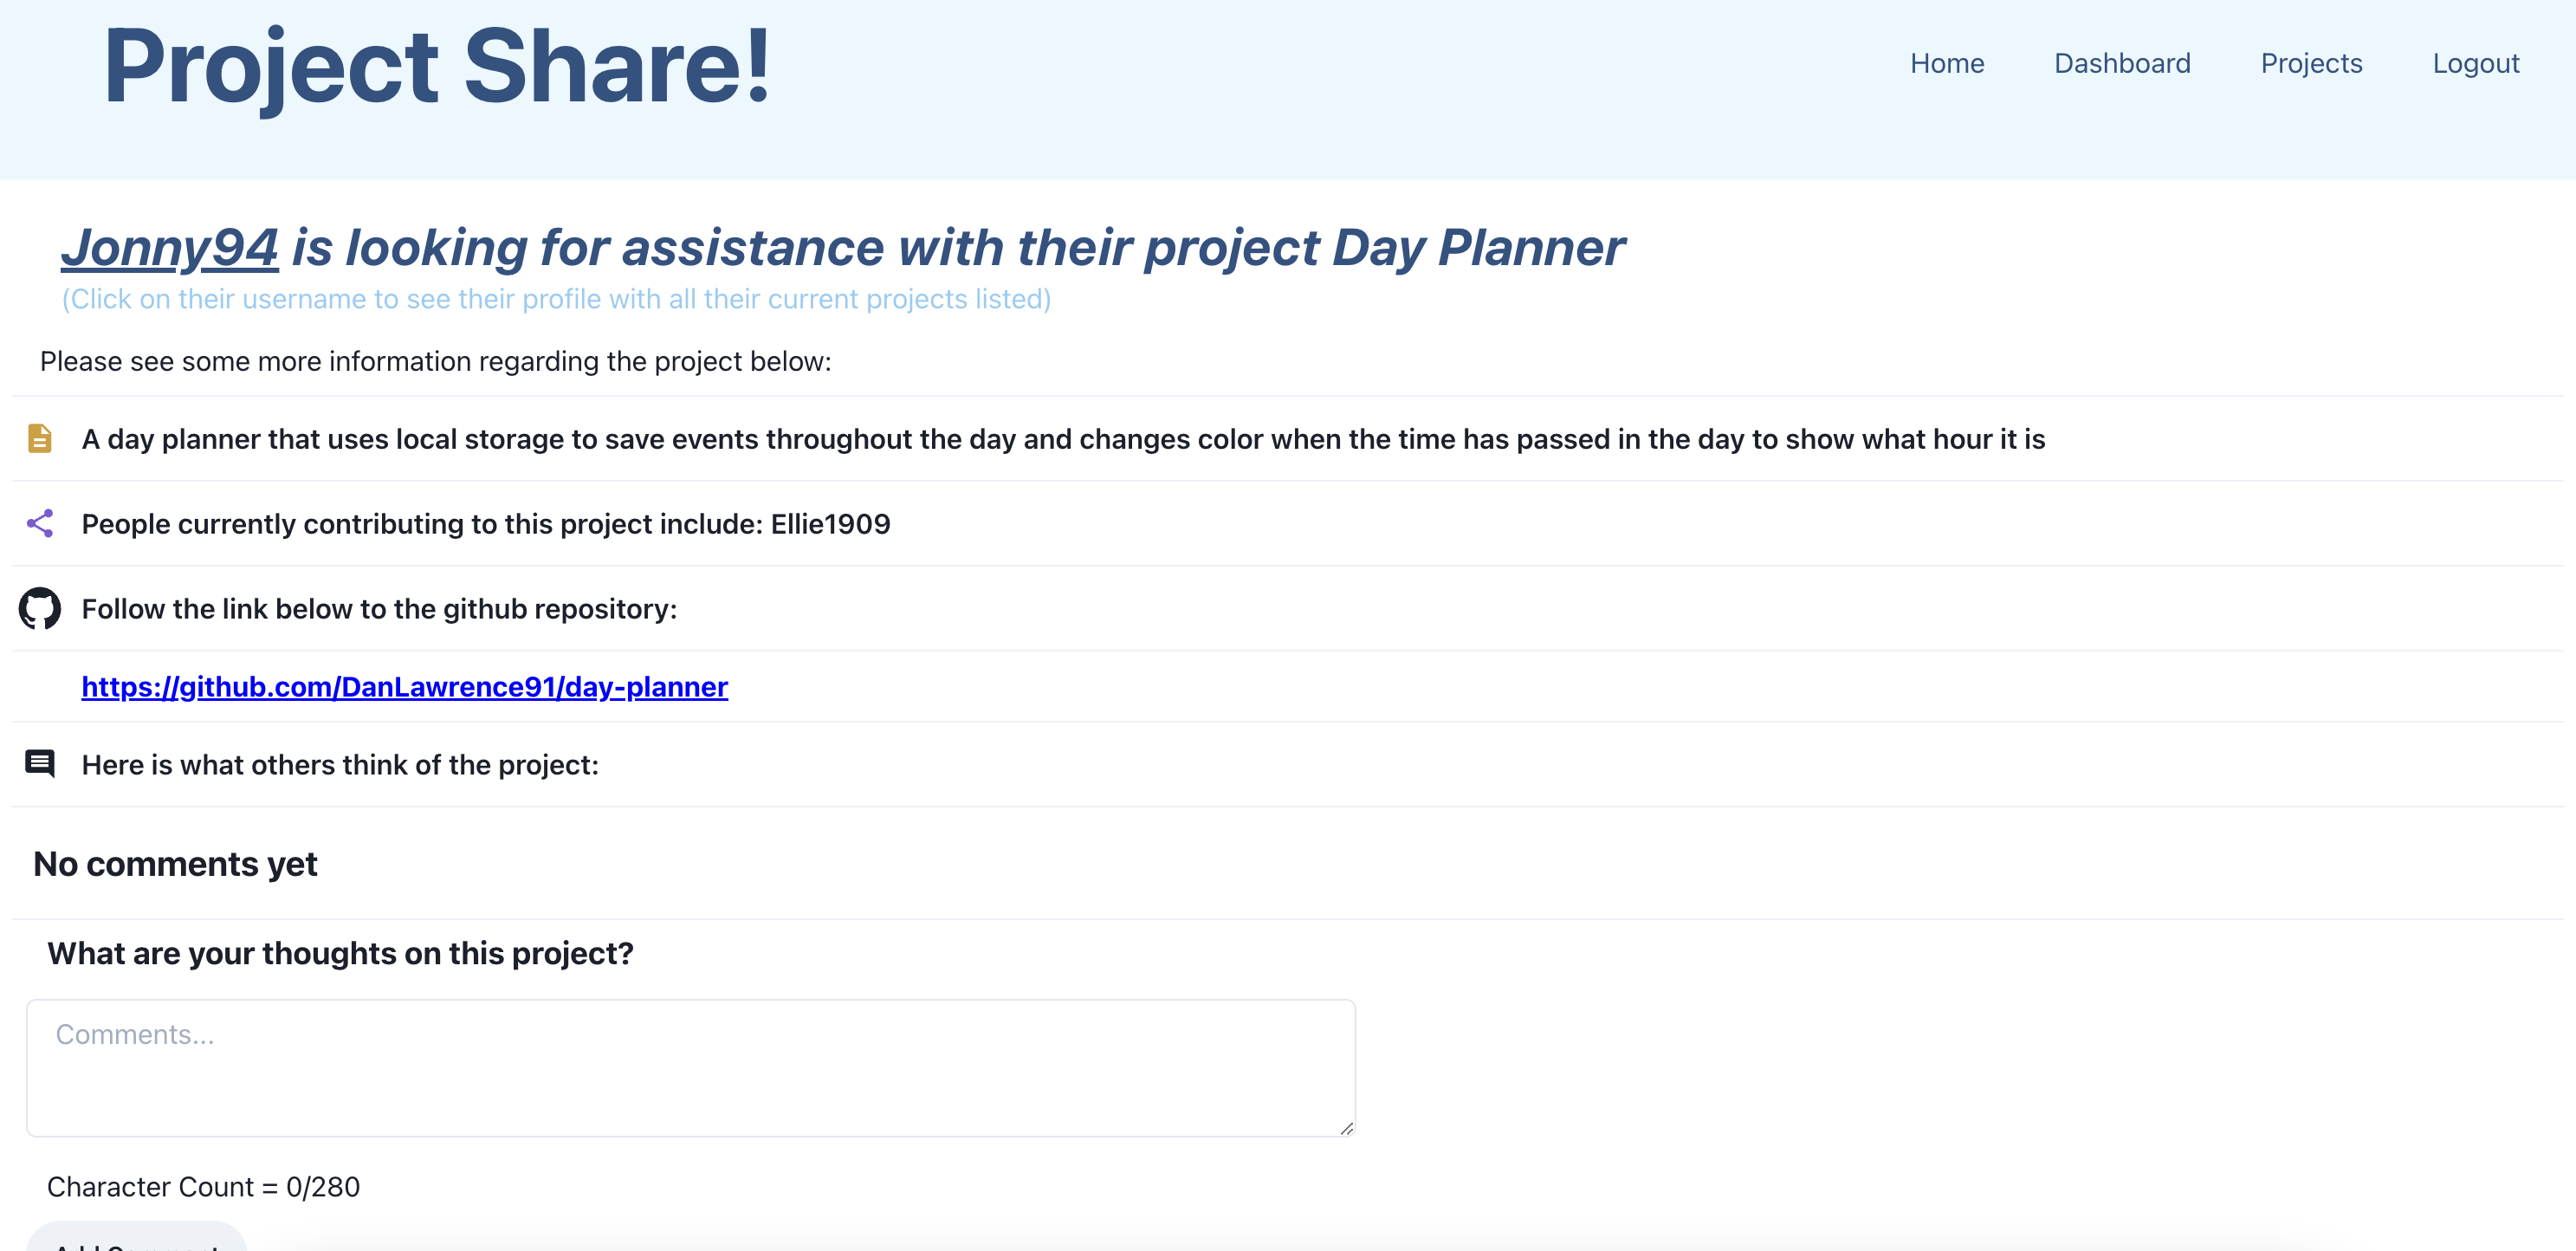 Project Share!
Home Dashboard Projects Logout
Jonny94 is looking for assistance with their project Day Planner
(Click on their username to see their profile with all their current projects listed)
Please see some more information regarding the project below:
A day planner that uses local storage to save events throughout the day and changes color when the time has passed in the day to show what hour it is
People currently contributing to this project include: Ellie1909
Follow the link below to the github repository:
https://github.com/DanLawrence91/day-planner
Here is what others think of the project:
No comments yet
What are your thoughts on this project?
Comments...
Character Count = 0/280
Add Comment